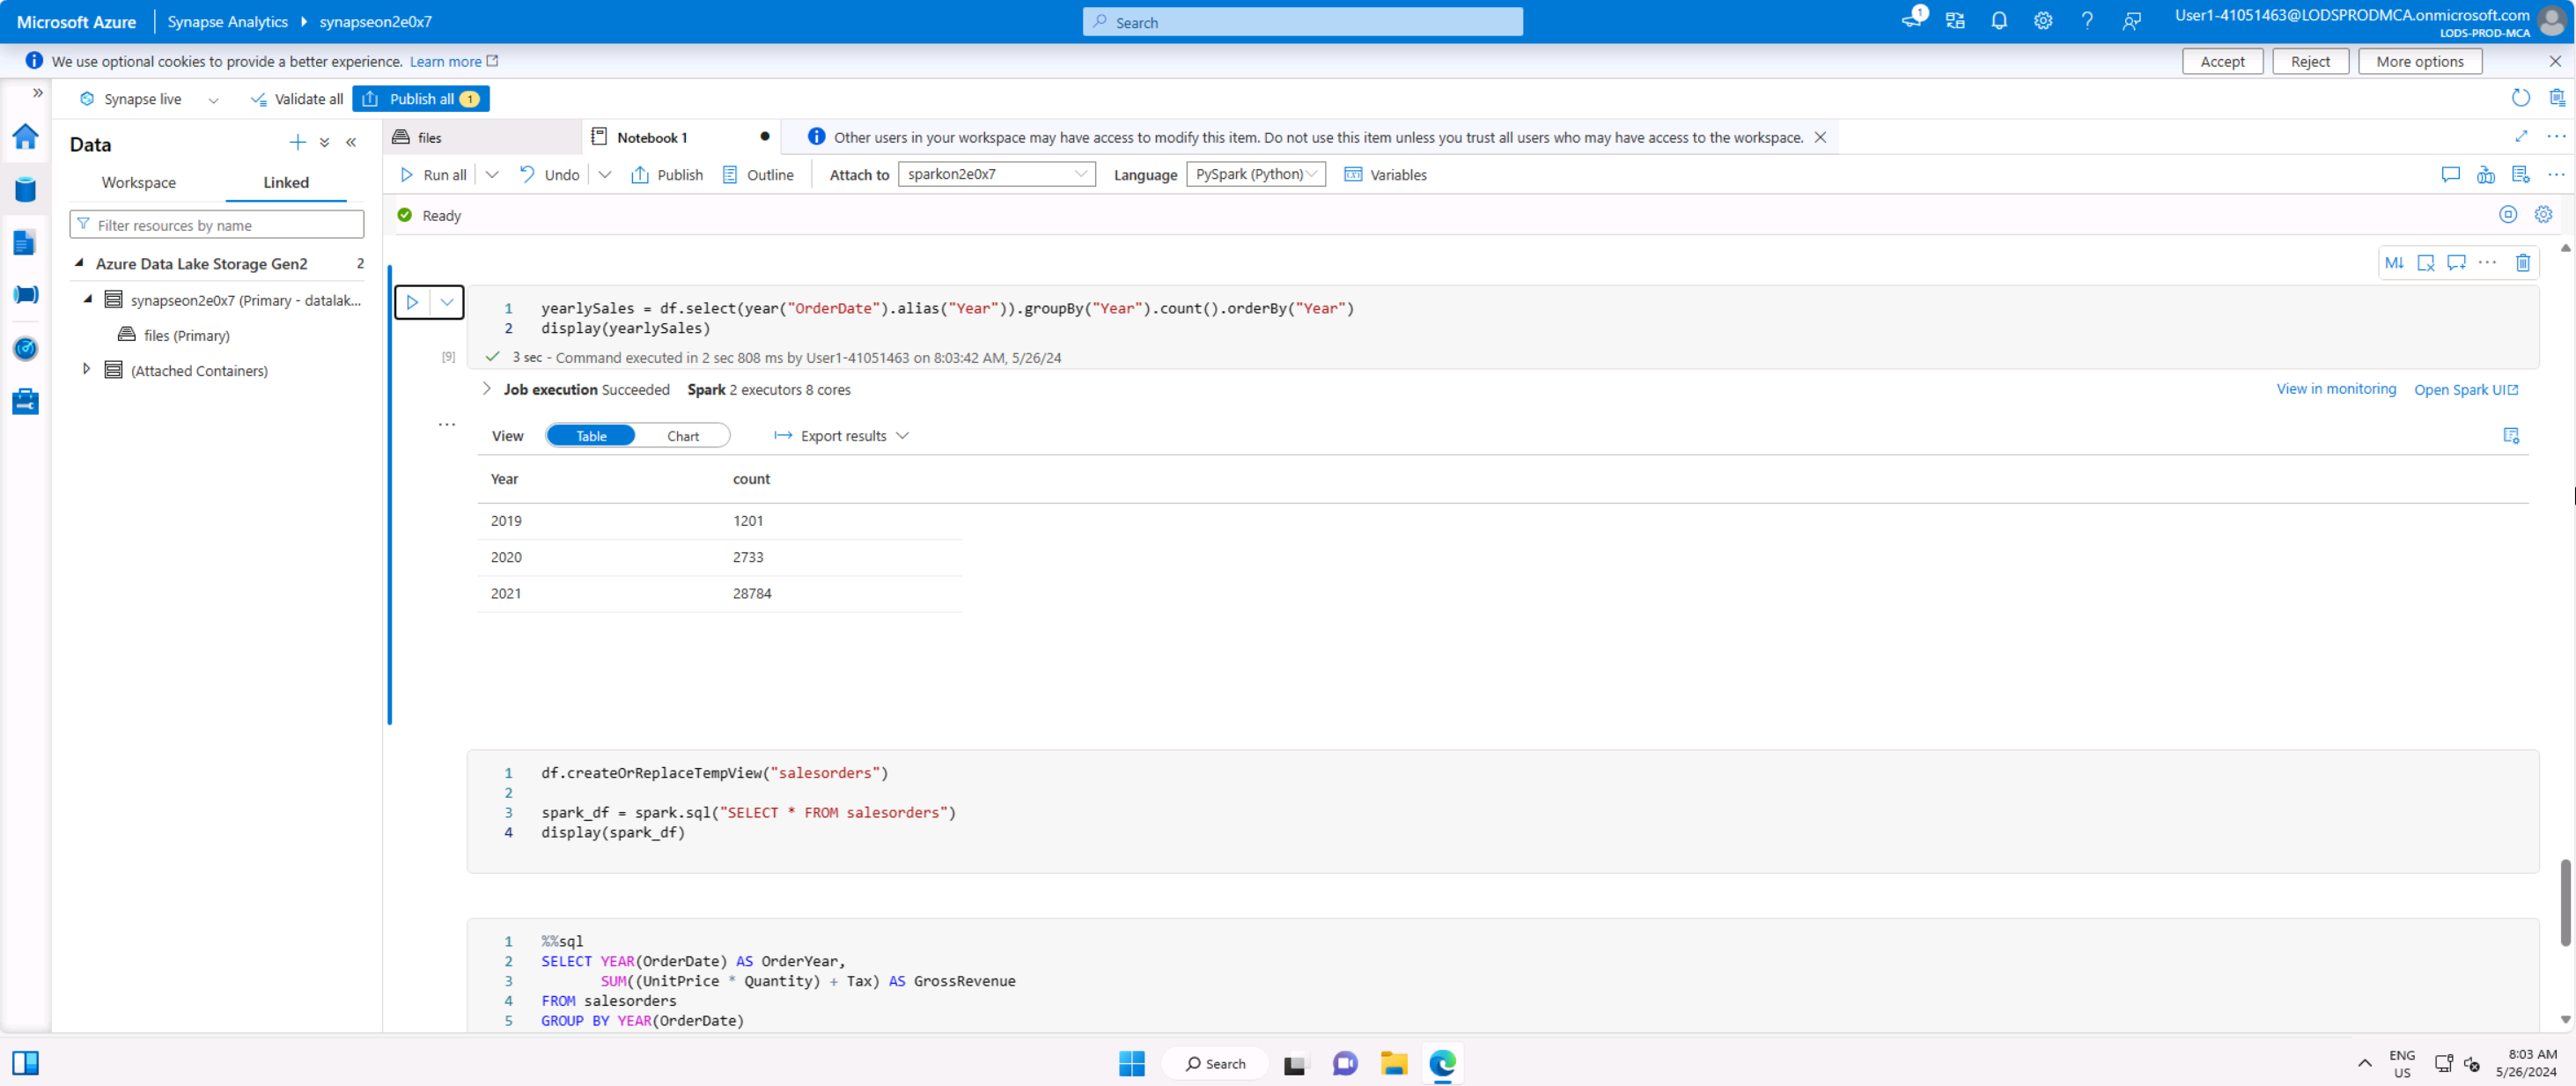 Microsoft Azure Synapse Analytics synapseon2e0x7 Search 1 User1-41051463@LODSPRODMCA.onmicrosoft.com
LODS-PROD-MCA
We use optional cookies to provide a better experience. Learn more Accept Reject More options
Synapse live Validate all Publish all 1
Data
Workspace Linked
Filter resources by name
Azure Data Lake Storage Gen2 2
synapseon2e0x7 (Primary - datalak...
files (Primary)
(Attached Containers)
files Notebook 1 Other users in your workspace may have access to modify this item. Do not use this item unless you trust all users who may have access to the workspace.
Run all Undo Publish Outline Attach to sparkon2e0x7 Language PySpark (Python) Variables
Ready
M↓
1 yearlySales = df.select(year("OrderDate").alias("Year")).groupBy("Year").count().orderBy("Year")
2 display(yearlySales)
[9] 3 sec - Command executed in 2 sec 808 ms by User1-41051463 on 8:03:42 AM, 5/26/24
Job execution Succeeded Spark 2 executors 8 cores View in monitoring Open Spark UI
View Table Chart Export results
Year count
2019 1201
2020 2733
2021 28784
1 df.createOrReplaceTempView("salesorders")
2
3 spark_df = spark.sql("SELECT * FROM salesorders")
4 display(spark_df)
1 %%sql
2 SELECT YEAR(OrderDate) AS OrderYear,
3 SUM((UnitPrice * Quantity) + Tax) AS GrossRevenue
4 FROM salesorders
5 GROUP BY YEAR(OrderDate)
Search ENG US 8:03 AM 5/26/2024